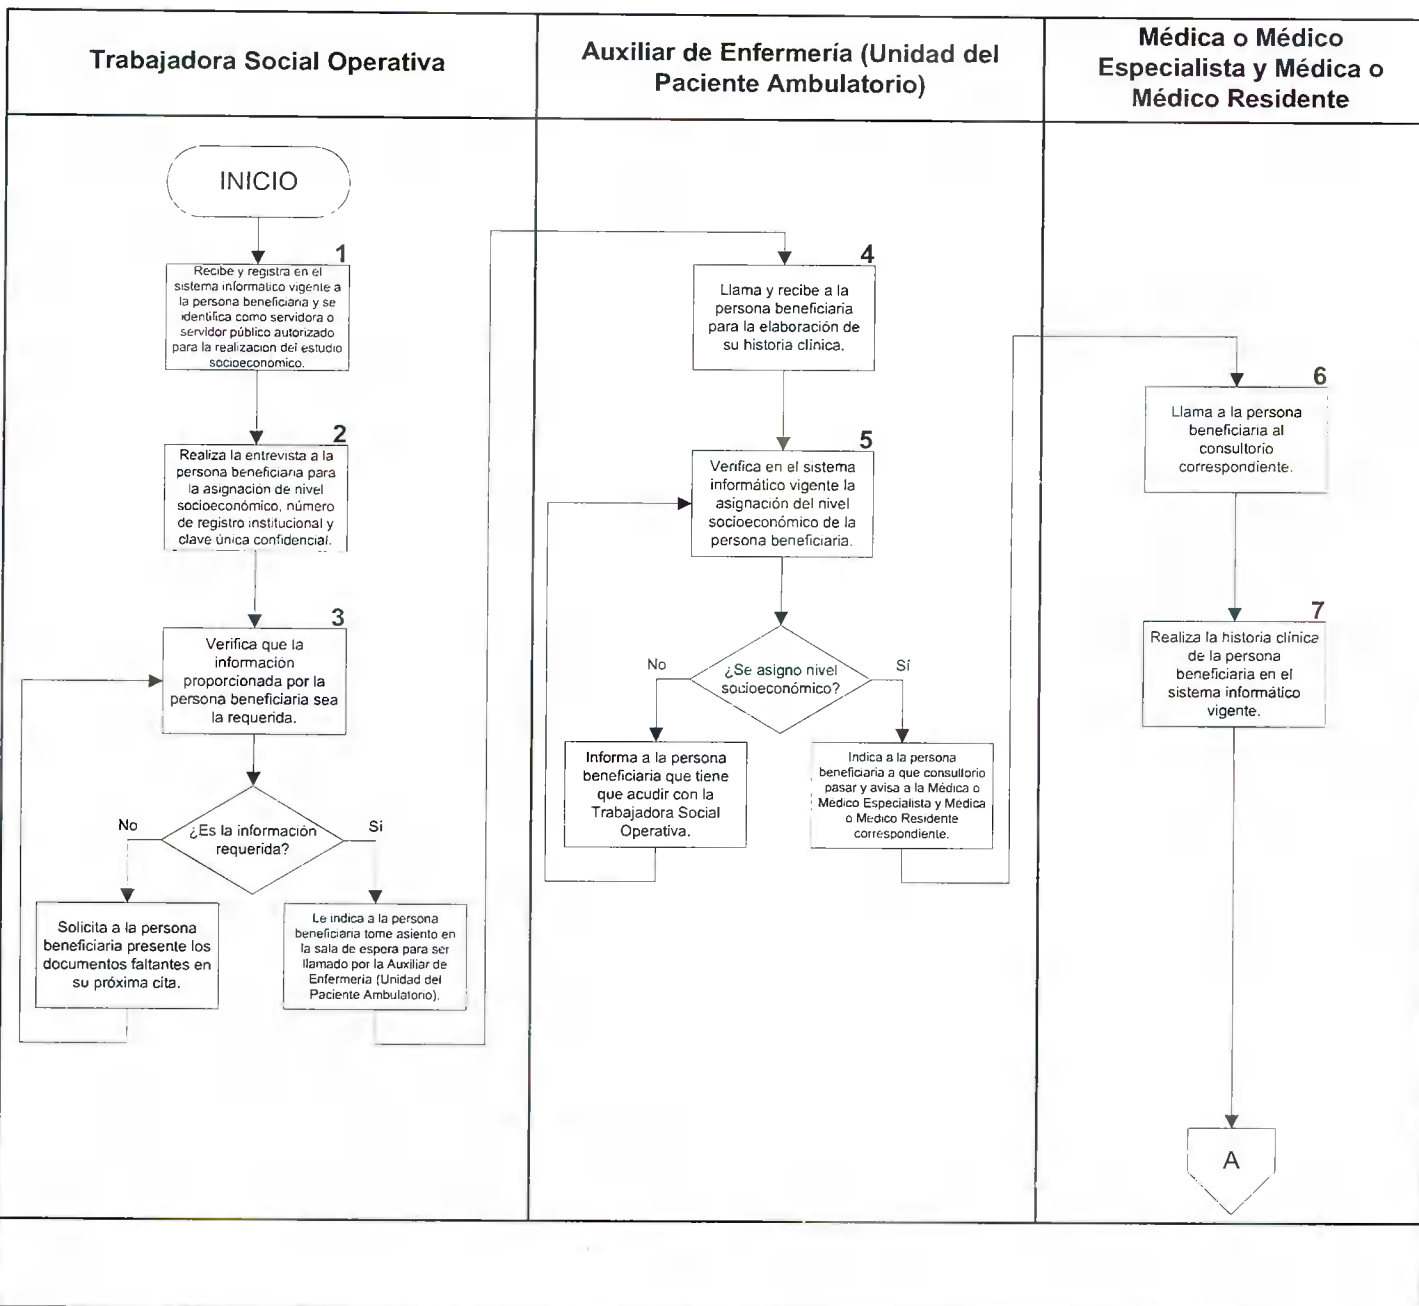 Trabajadora Social Operativa
Auxiliar de Enfermería (Unidad del
Paciente Ambulatorio)
Médica o Médico
Especialista y Médica o
Médico Residente
INICIO
1
Recibe y registra en el
sistema informatico vigente a
la persona beneficiaria y se
identifica como servidora o
servidor público autorizado
para la realizacion del estudio
socioeconomico.
2
Realiza la entrevista a la
persona beneficiaria para
la asignación de nivel
socioeconómico, número
de registro institucional y
clave única confidencial.
3
Verifica que la
información
proporcionada por la
persona beneficiaria sea
la requerida.
¿Es la información
requerida?
No
Sí
Solicita a la persona
beneficiaria presente los
documentos faltantes en
su próxima cita.
Le indica a la persona
beneficiaria tome asiento en
la sala de espera para ser
llamado por la Auxiliar de
Enfermería (Unidad del
Paciente Ambulatorio).
4
Llama y recibe a la
persona beneficiaria
para la elaboración de
su historia clínica.
5
Verifica en el sistema
informático vigente la
asignación del nivel
socioeconómico de la
persona beneficiaria.
¿Se asigno nivel
socioeconómico?
No
Sí
Informa a la persona
beneficiaria que tiene
que acudir con la
Trabajadora Social
Operativa.
Indica a la persona
beneficiaria a que consultorio
pasar y avisa a la Médica o
Medico Especialista y Médica
o Medico Residente
correspondiente.
6
Llama a la persona
beneficiaria al
consultorio
correspondiente.
7
Realiza la historia clínica
de la persona
beneficiaria en el
sistema informático
vigente.
A